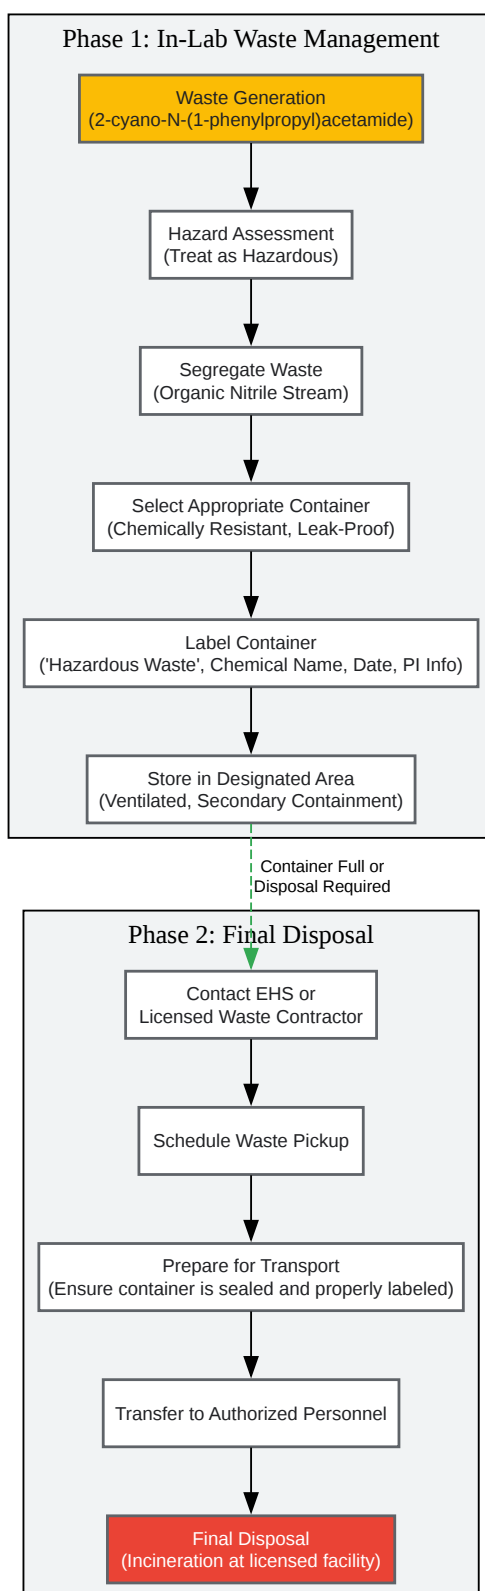 Phase 1: In-Lab Waste Management
Waste Generation
(2-cyano-N-(1-phenylpropyl)acetamide)
Hazard Assessment
(Treat as Hazardous)
Segregate Waste
(Organic Nitrile Stream)
Select Appropriate Container
(Chemically Resistant, Leak-Proof)
Label Container
('Hazardous Waste', Chemical Name, Date, PI Info)
Store in Designated Area
(Ventilated, Secondary Containment)
Container Full or
Disposal Required
Phase 2: Final Disposal
Contact EHS or
Licensed Waste Contractor
Schedule Waste Pickup
Prepare for Transport
(Ensure container is sealed and properly labeled)
Transfer to Authorized Personnel
Final Disposal
(Incineration at licensed facility)